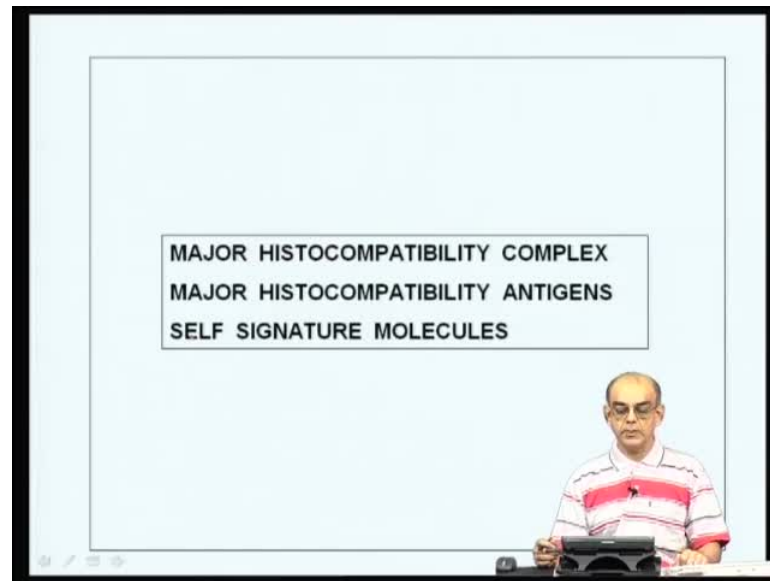 MAJOR HISTOCOMPATIBILITY COMPLEX
MAJOR HISTOCOMPATIBILITY ANTIGENS
SELF SIGNATURE MOLECULES